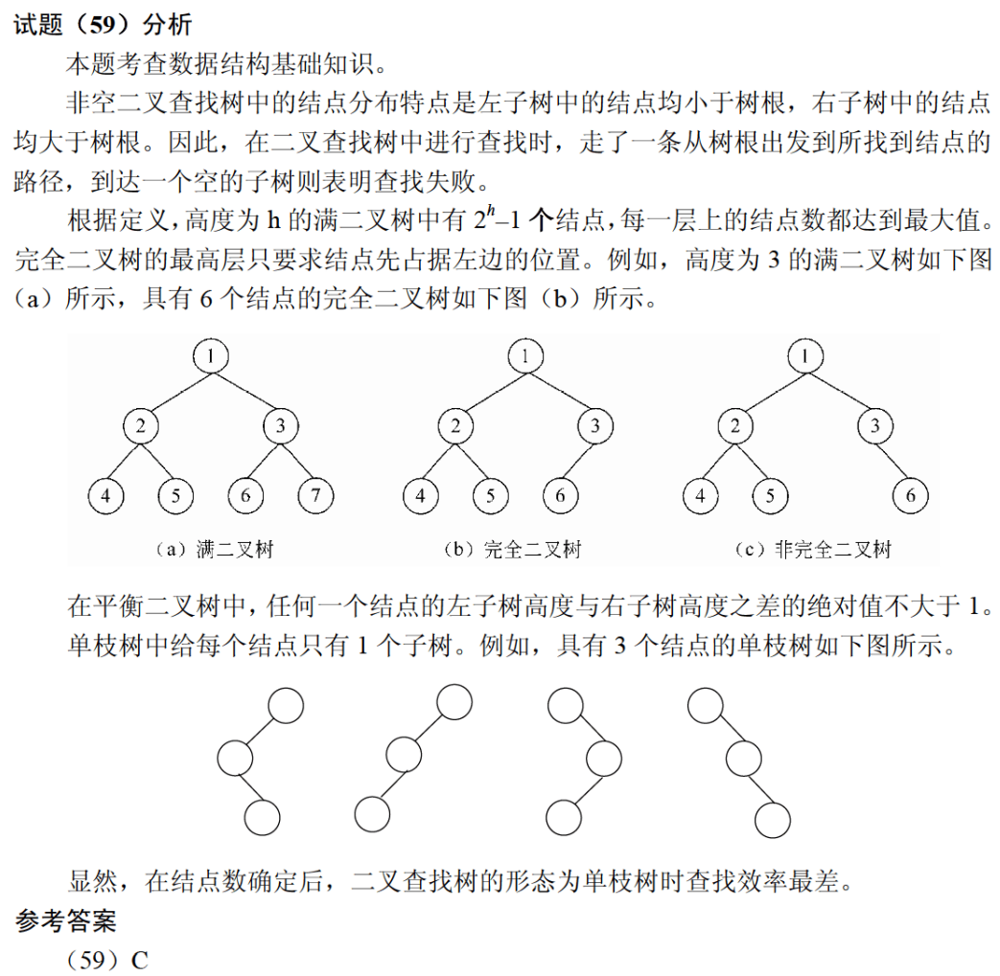 试题（59）分析
本题考查数据结构基础知识。
非空二叉查找树中的结点分布特点是左子树中的结点均小于树根，右子树中的结点
均大于树根。因此，在二叉查找树中进行查找时，走了一条从树根出发到所找到结点的
路径，到达一个空的子树则表明查找失败。
根据定义，高度为 h 的满二叉树中有 2^h–1 个结点，每一层上的结点数都达到最大值。
完全二叉树的最高层只要求结点先占据左边的位置。例如，高度为 3 的满二叉树如下图
（a）所示，具有 6 个结点的完全二叉树如下图（b）所示。
1 1 1
2 3 2 3 2 3
4 5 6 7 4 5 6 4 5 6
（a）满二叉树 （b）完全二叉树 （c）非完全二叉树
在平衡二叉树中，任何一个结点的左子树高度与右子树高度之差的绝对值不大于 1。
单枝树中给每个结点只有 1 个子树。例如，具有 3 个结点的单枝树如下图所示。
显然，在结点数确定后，二叉查找树的形态为单枝树时查找效率最差。
参考答案
（59）C